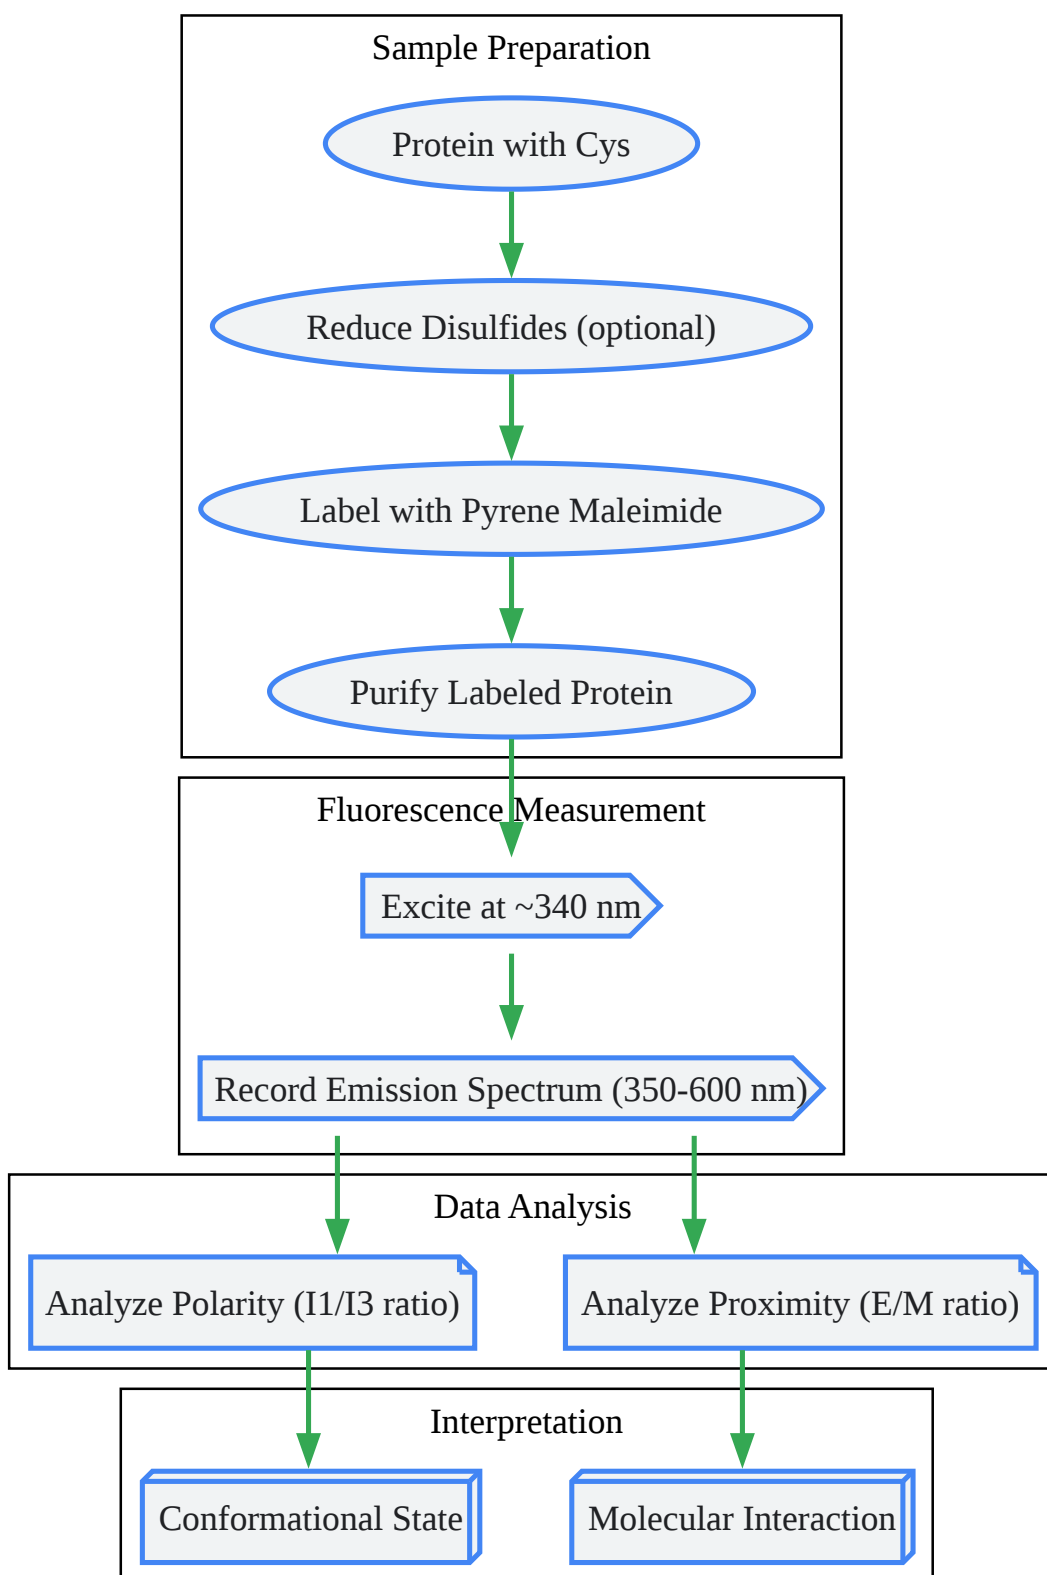 Sample Preparation
Protein with Cys
Reduce Disulfides (optional)
Label with Pyrene Maleimide
Purify Labeled Protein
Fluorescence Measurement
Excite at ~340 nm
Record Emission Spectrum (350-600 nm)
Data Analysis
Analyze Polarity (I1/I3 ratio)
Analyze Proximity (E/M ratio)
Interpretation
Conformational State
Molecular Interaction